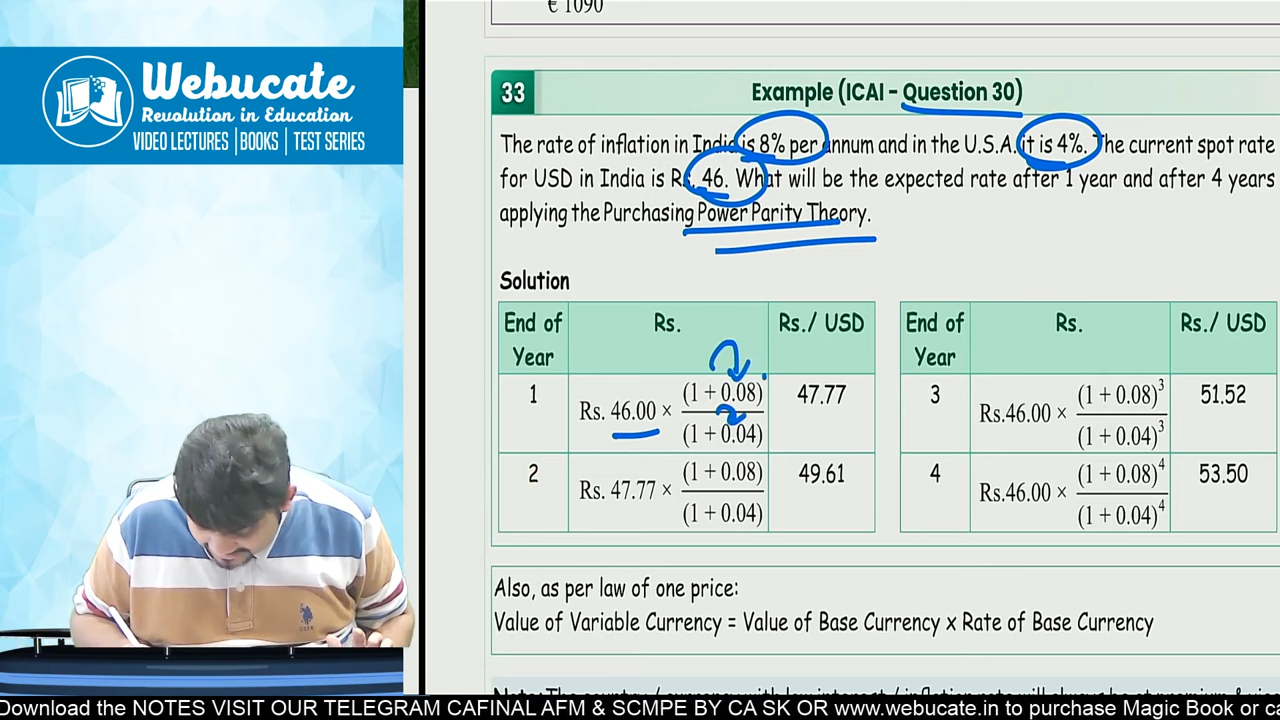 € 1090
Webucate
Revolution in Education
VIDEO LECTURES | BOOKS | TEST SERIES
33
Example (ICAI - Question 30)
The rate of inflation in India is 8% per annum and in the U.S.A. it is 4%. The current spot rate
for USD in India is Rs. 46. What will be the expected rate after 1 year and after 4 years
applying the Purchasing Power Parity Theory.
Solution
End of Year Rs. Rs./ USD
1 Rs. 46.00 × (1 + 0.08) / (1 + 0.04) 47.77
2 Rs. 47.77 × (1 + 0.08) / (1 + 0.04) 49.61
End of Year Rs. Rs./ USD
3 Rs.46.00 × (1 + 0.08)³ / (1 + 0.04)³ 51.52
4 Rs.46.00 × (1 + 0.08)⁴ / (1 + 0.04)⁴ 53.50
Also, as per law of one price:
Value of Variable Currency = Value of Base Currency x Rate of Base Currency
Download the NOTES VISIT OUR TELEGRAM CAFINAL AFM & SCMPE BY CA SK OR www.webucate.in to purchase Magic Book or